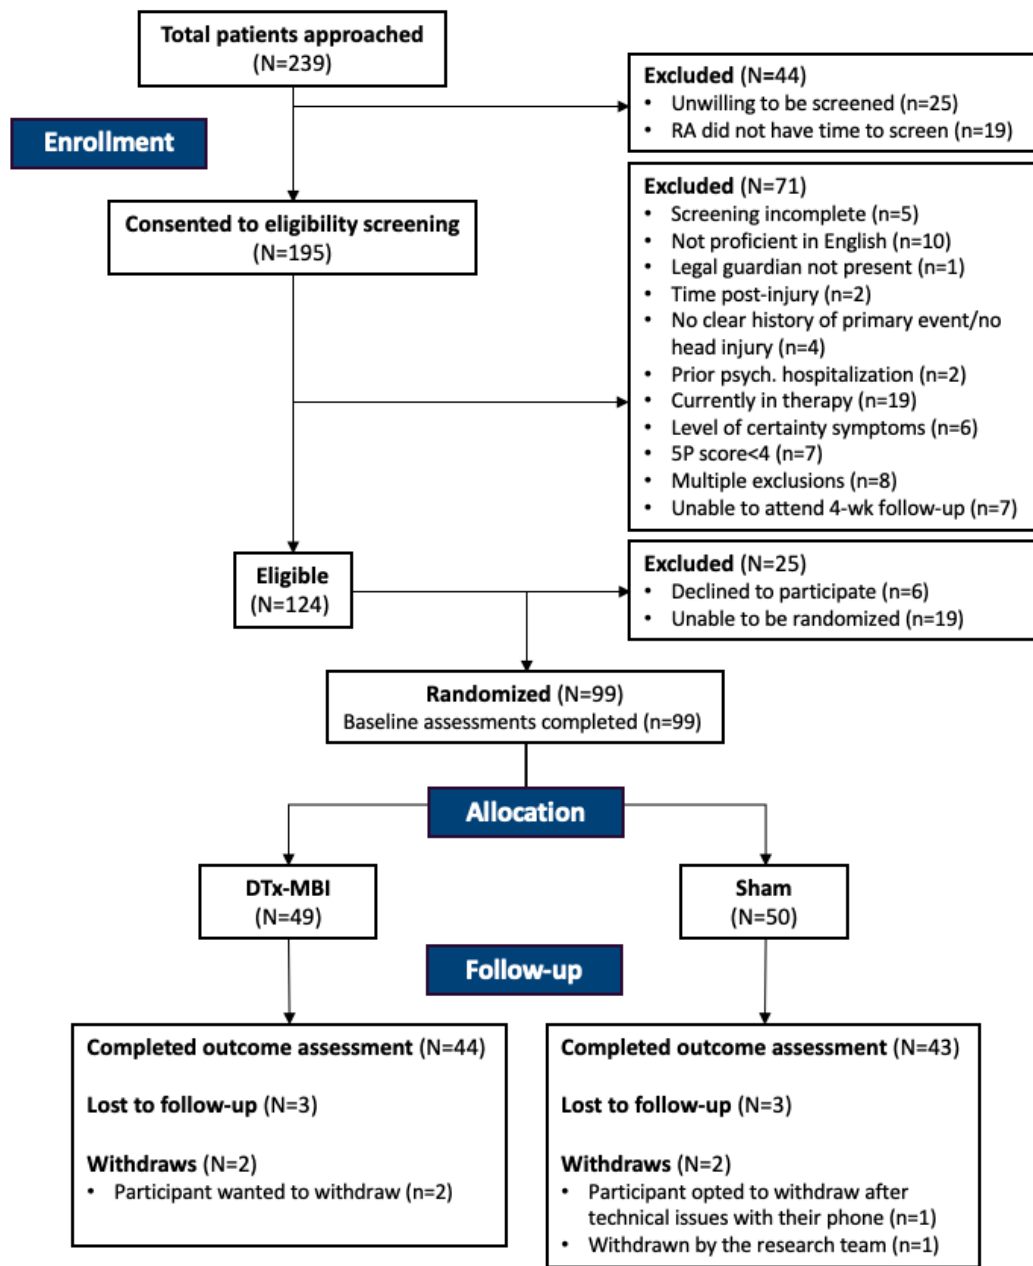 Total patients approached
(N=239)
Excluded (N=44)
• Unwilling to be screened (n=25)
• RA did not have time to screen (n=19)
Enrollment
Consented to eligibility screening
(N=195)
Excluded (N=71)
• Screening incomplete (n=5)
• Not proficient in English (n=10)
• Legal guardian not present (n=1)
• Time post-injury (n=2)
• No clear history of primary event/no
head injury (n=4)
• Prior psych. hospitalization (n=2)
• Currently in therapy (n=19)
• Level of certainty symptoms (n=6)
• 5P score<4 (n=7)
• Multiple exclusions (n=8)
• Unable to attend 4-wk follow-up (n=7)
Eligible
(N=124)
Excluded (N=25)
• Declined to participate (n=6)
• Unable to be randomized (n=19)
Randomized (N=99)
Baseline assessments completed (n=99)
Allocation
DTx-MBI
(N=49)
Sham
(N=50)
Follow-up
Completed outcome assessment (N=44)
Lost to follow-up (N=3)
Withdraws (N=2)
• Participant wanted to withdraw (n=2)
Completed outcome assessment (N=43)
Lost to follow-up (N=3)
Withdraws (N=2)
• Participant opted to withdraw after
technical issues with their phone (n=1)
• Withdrawn by the research team (n=1)